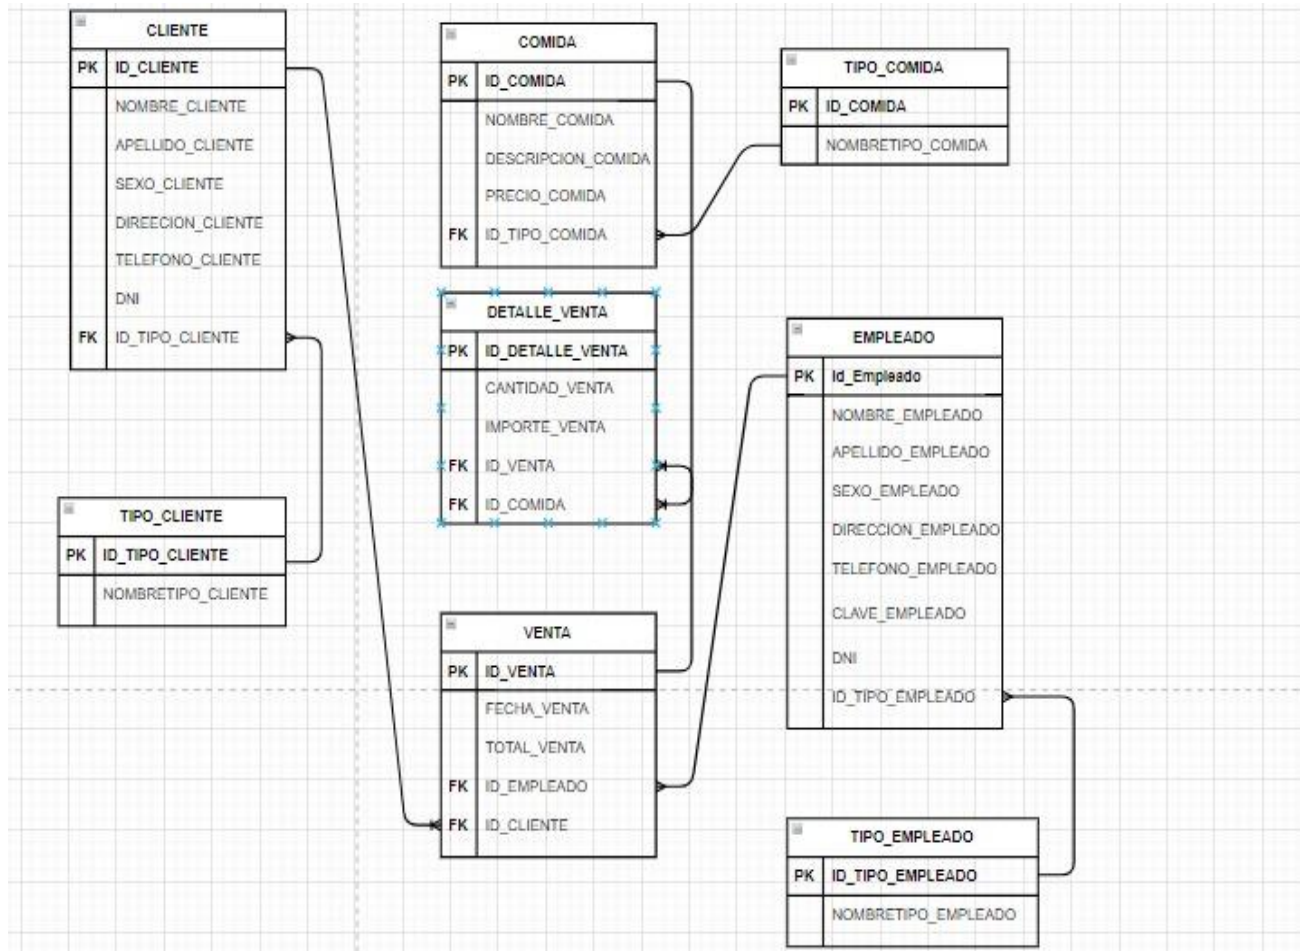 CLIENTE
PK ID_CLIENTE
NOMBRE_CLIENTE
APELLIDO_CLIENTE
SEXO_CLIENTE
DIREECION_CLIENTE
TELEFONO_CLIENTE
DNI
FK ID_TIPO_CLIENTE
TIPO_CLIENTE
PK ID_TIPO_CLIENTE
NOMBRETIPO_CLIENTE
COMIDA
PK ID_COMIDA
NOMBRE_COMIDA
DESCRIPCION_COMIDA
PRECIO_COMIDA
FK ID_TIPO_COMIDA
DETALLE_VENTA
PK ID_DETALLE_VENTA
CANTIDAD_VENTA
IMPORTE_VENTA
FK ID_VENTA
FK ID_COMIDA
VENTA
PK ID_VENTA
FECHA_VENTA
TOTAL_VENTA
FK ID_EMPLEADO
FK ID_CLIENTE
TIPO_COMIDA
PK ID_COMIDA
NOMBRETIPO_COMIDA
EMPLEADO
PK Id_Empleado
NOMBRE_EMPLEADO
APELLIDO_EMPLEADO
SEXO_EMPLEADO
DIRECCION_EMPLEADO
TELEFONO_EMPLEADO
CLAVE_EMPLEADO
DNI
ID_TIPO_EMPLEADO
TIPO_EMPLEADO
PK ID_TIPO_EMPLEADO
NOMBRETIPO_EMPLEADO